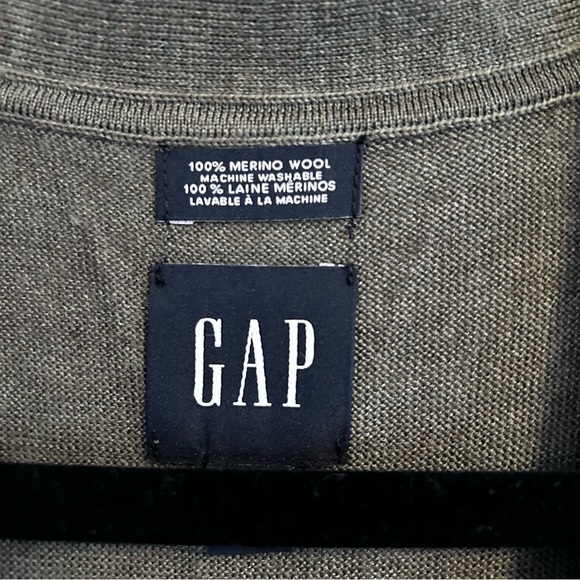 100% MERINO WOOL
MACHINE WASHABLE
100 % LAINE MÉRINOS
LAVABLE À LA MACHINE
GAP